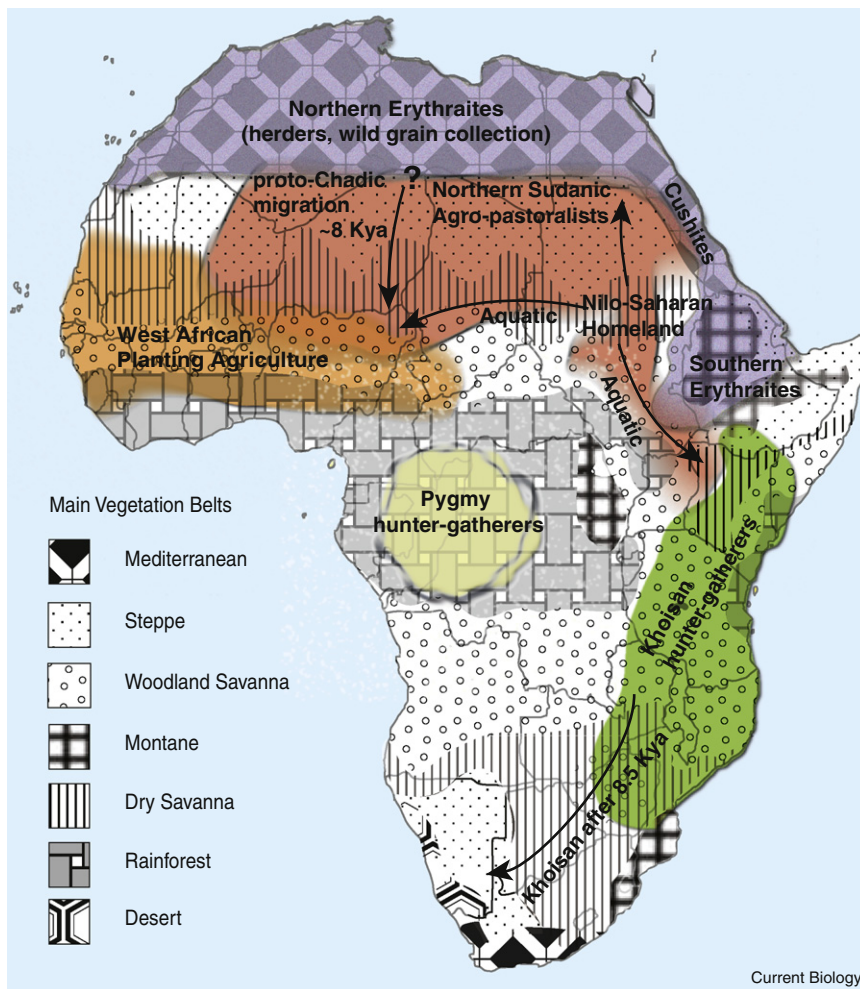 Northern Erythraites
(herders, wild grain collection)
proto-Chadic
migration
~8 Kya
?
Northern Sudanic
Agro-pastoralists
Cushites
Nilo-Saharan
Homeland
Aquatic
West African
Planting Agriculture
Southern
Erythraites
Aquatic
Pygmy
hunter-gatherers
Khoisan
hunter-gatherers
Khoisan after 8.5 Kya
Main Vegetation Belts
Mediterranean
Steppe
Woodland Savanna
Montane
Dry Savanna
Rainforest
Desert
Current Biology